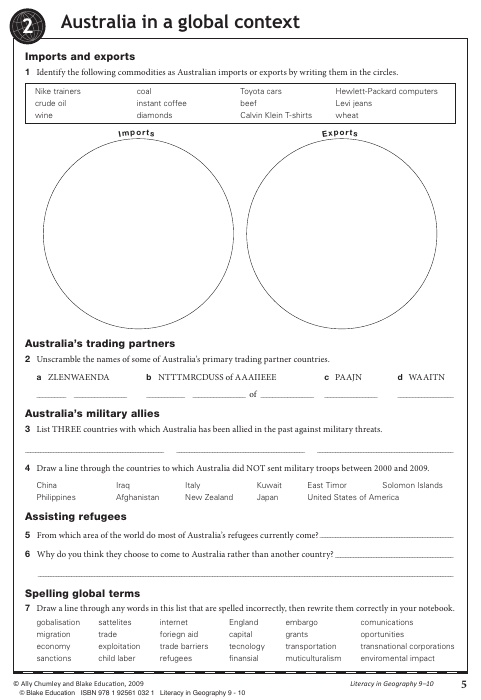 2 Australia in a global context
Imports and exports
1 Identify the following commodities as Australian imports or exports by writing them in the circles.
Nike trainers coal Toyota cars Hewlett-Packard computers
crude oil instant coffee beef Levi jeans
wine diamonds Calvin Klein T-shirts wheat
Imports Exports
Australia's trading partners
2 Unscramble the names of some of Australia's primary trading partner countries.
a ZLENWAENDA b NTTTMRCDUSS of AAAIIEEE c PAAJN d WAAITN
______ ___________ ______ ___________ of ___________ ___________ ___________
Australia's military allies
3 List THREE countries with which Australia has been allied in the past against military threats.
4 Draw a line through the countries to which Australia did NOT sent military troops between 2000 and 2009.
China Iraq Italy Kuwait East Timor Solomon Islands
Philippines Afghanistan New Zealand Japan United States of America
Assisting refugees
5 From which area of the world do most of Australia's refugees currently come?
6 Why do you think they choose to come to Australia rather than another country?
Spelling global terms
7 Draw a line through any words in this list that are spelled incorrectly, then rewrite them correctly in your notebook.
gobalisation sattelites internet England embargo comunications
migration trade foriegn aid capital grants oportunities
economy exploitation trade barriers tecnology transportation transnational corporations
sanctions child laber refugees finansial muticulturalism enviromental impact
© Ally Chumley and Blake Education, 2009 Literacy in Geography 9–10 5
© Blake Education ISBN 978 1 92561 032 1 Literacy in Geography 9 - 10